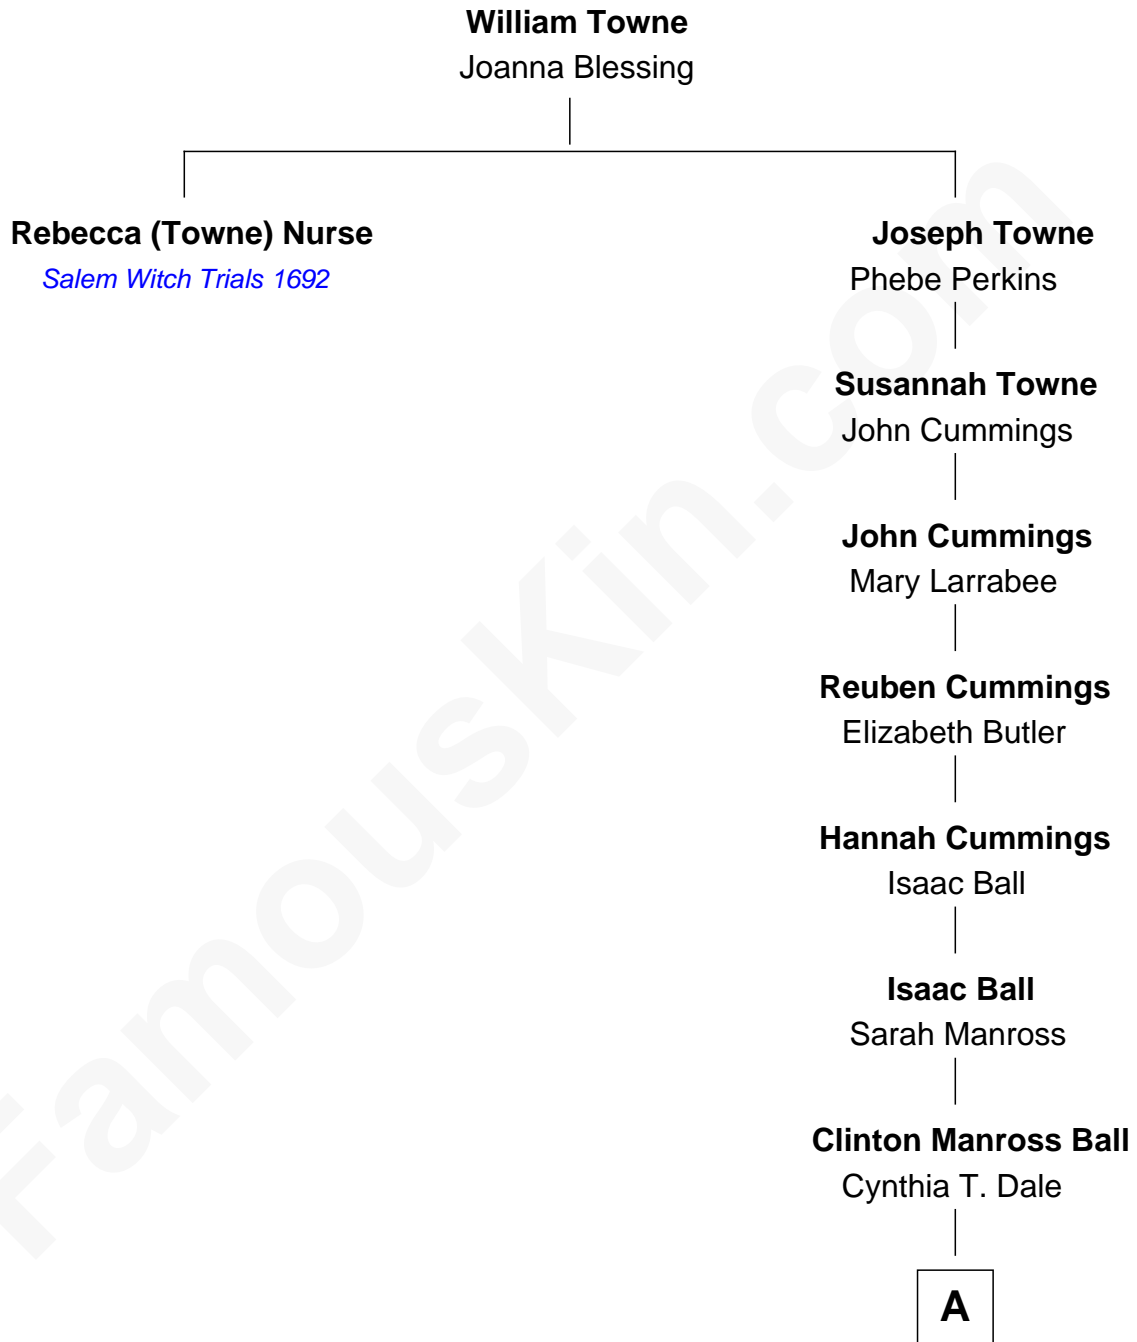 William Towne
Joanna Blessing
Rebecca (Towne) Nurse
Salem Witch Trials 1692
Joseph Towne
Phebe Perkins
Susannah Towne
John Cummings
John Cummings
Mary Larrabee
Reuben Cummings
Elizabeth Butler
Hannah Cummings
Isaac Ball
Isaac Ball
Sarah Manross
Clinton Manross Ball
Cynthia T. Dale
A
FamousKin.com